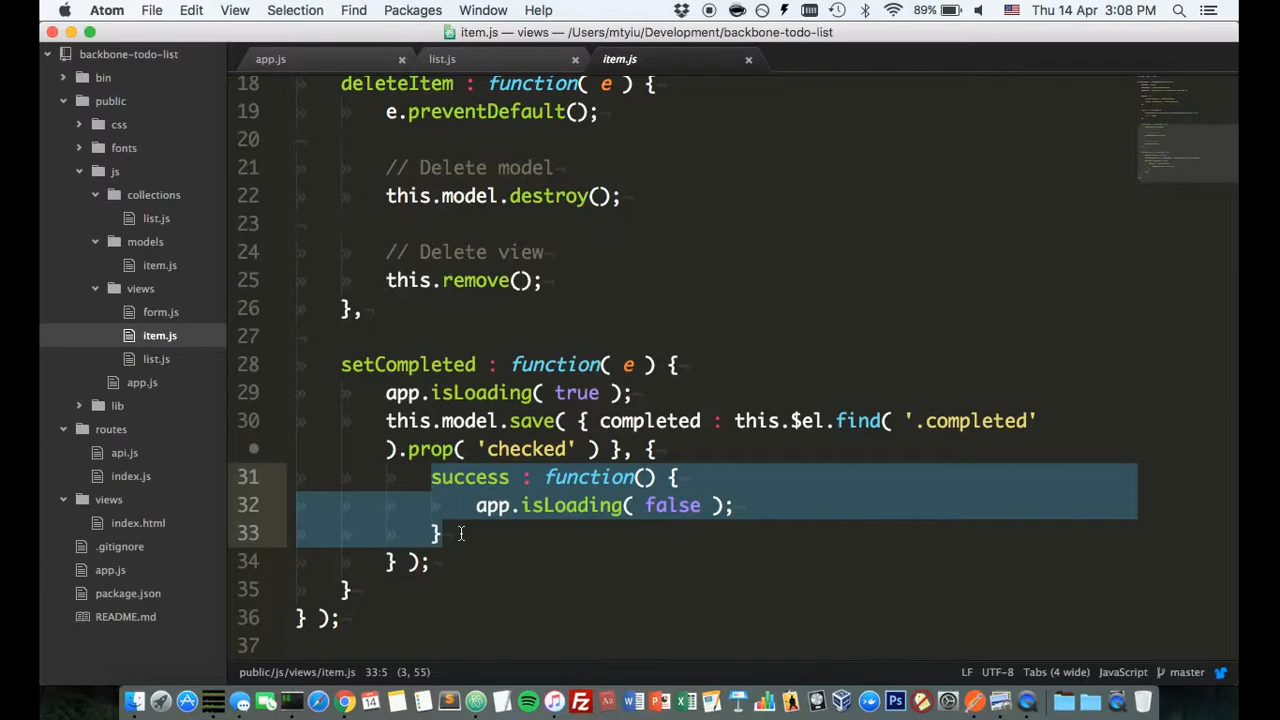 Atom File Edit View Selection Find Packages Window Help 89% Thu 14 Apr 3:08 PM
item.js — views — /Users/mtyiu/Development/backbone-todo-list
backbone-todo-list
bin
public
css
fonts
js
collections
list.js
models
item.js
views
form.js
item.js
list.js
app.js
lib
routes
api.js
index.js
views
index.html
.gitignore
app.js
package.json
README.md
app.js list.js item.js
18 deleteItem : function( e ) {
19 e.preventDefault();
20
21 // Delete model
22 this.model.destroy();
23
24 // Delete view
25 this.remove();
26 },
27
28 setCompleted : function( e ) {
29 app.isLoading( true );
30 this.model.save( { completed : this.$el.find( '.completed'
).prop( 'checked' ) }, {
31 success : function() {
32 app.isLoading( false );
33 }
34 } );
35 }
36 } );
37
public/js/views/item.js 33:5 (3, 55) LF UTF-8 Tabs (4 wide) JavaScript master